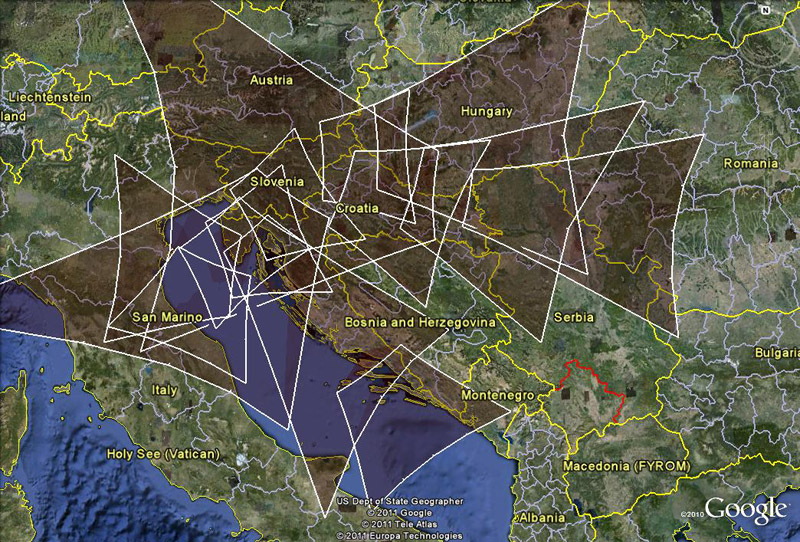 N
Austria
Liechtenstein
land
Hungary
Romania
Slovenia
Croatia
San Marino
Bosnia and Herzegovina
Serbia
Bulgaria
Italy
Montenegro
Holy See (Vatican)
Macedonia (FYROM)
US Dept of State Geographer
© 2011 Google
© 2011 Tele Atlas
© 2011 Europa Technologies
Albania
©2010 Google